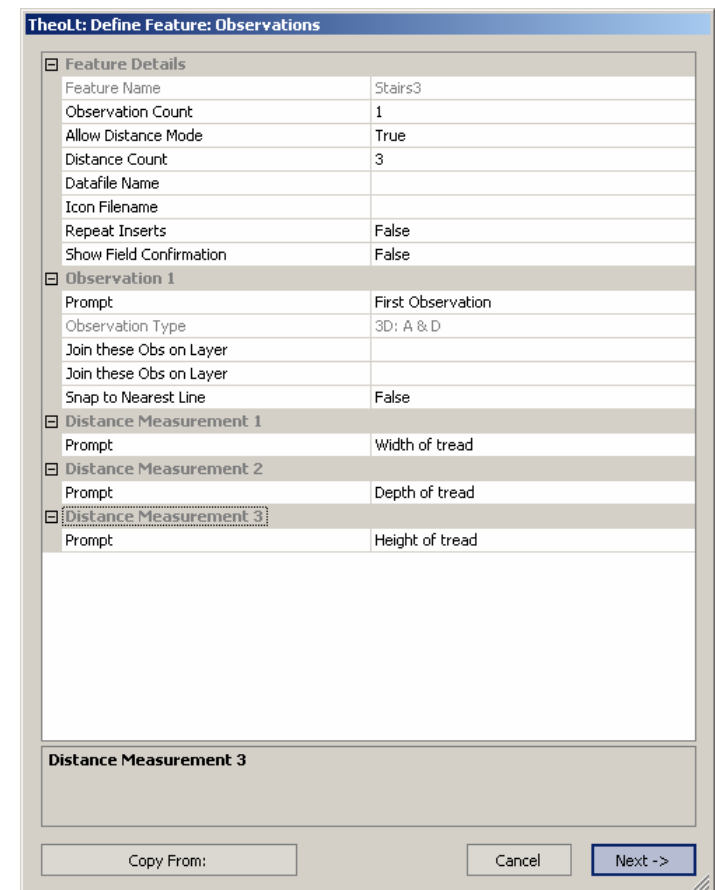 TheoLt: Define Feature: Observations
Feature Details
Feature Name Stairs3
Observation Count 1
Allow Distance Mode True
Distance Count 3
Datafile Name
Icon Filename
Repeat Inserts False
Show Field Confirmation False
Observation 1
Prompt First Observation
Observation Type 3D: A & D
Join these Obs on Layer
Join these Obs on Layer
Snap to Nearest Line False
Distance Measurement 1
Prompt Width of tread
Distance Measurement 2
Prompt Depth of tread
Distance Measurement 3
Prompt Height of tread
Distance Measurement 3
Copy From: Cancel Next ->